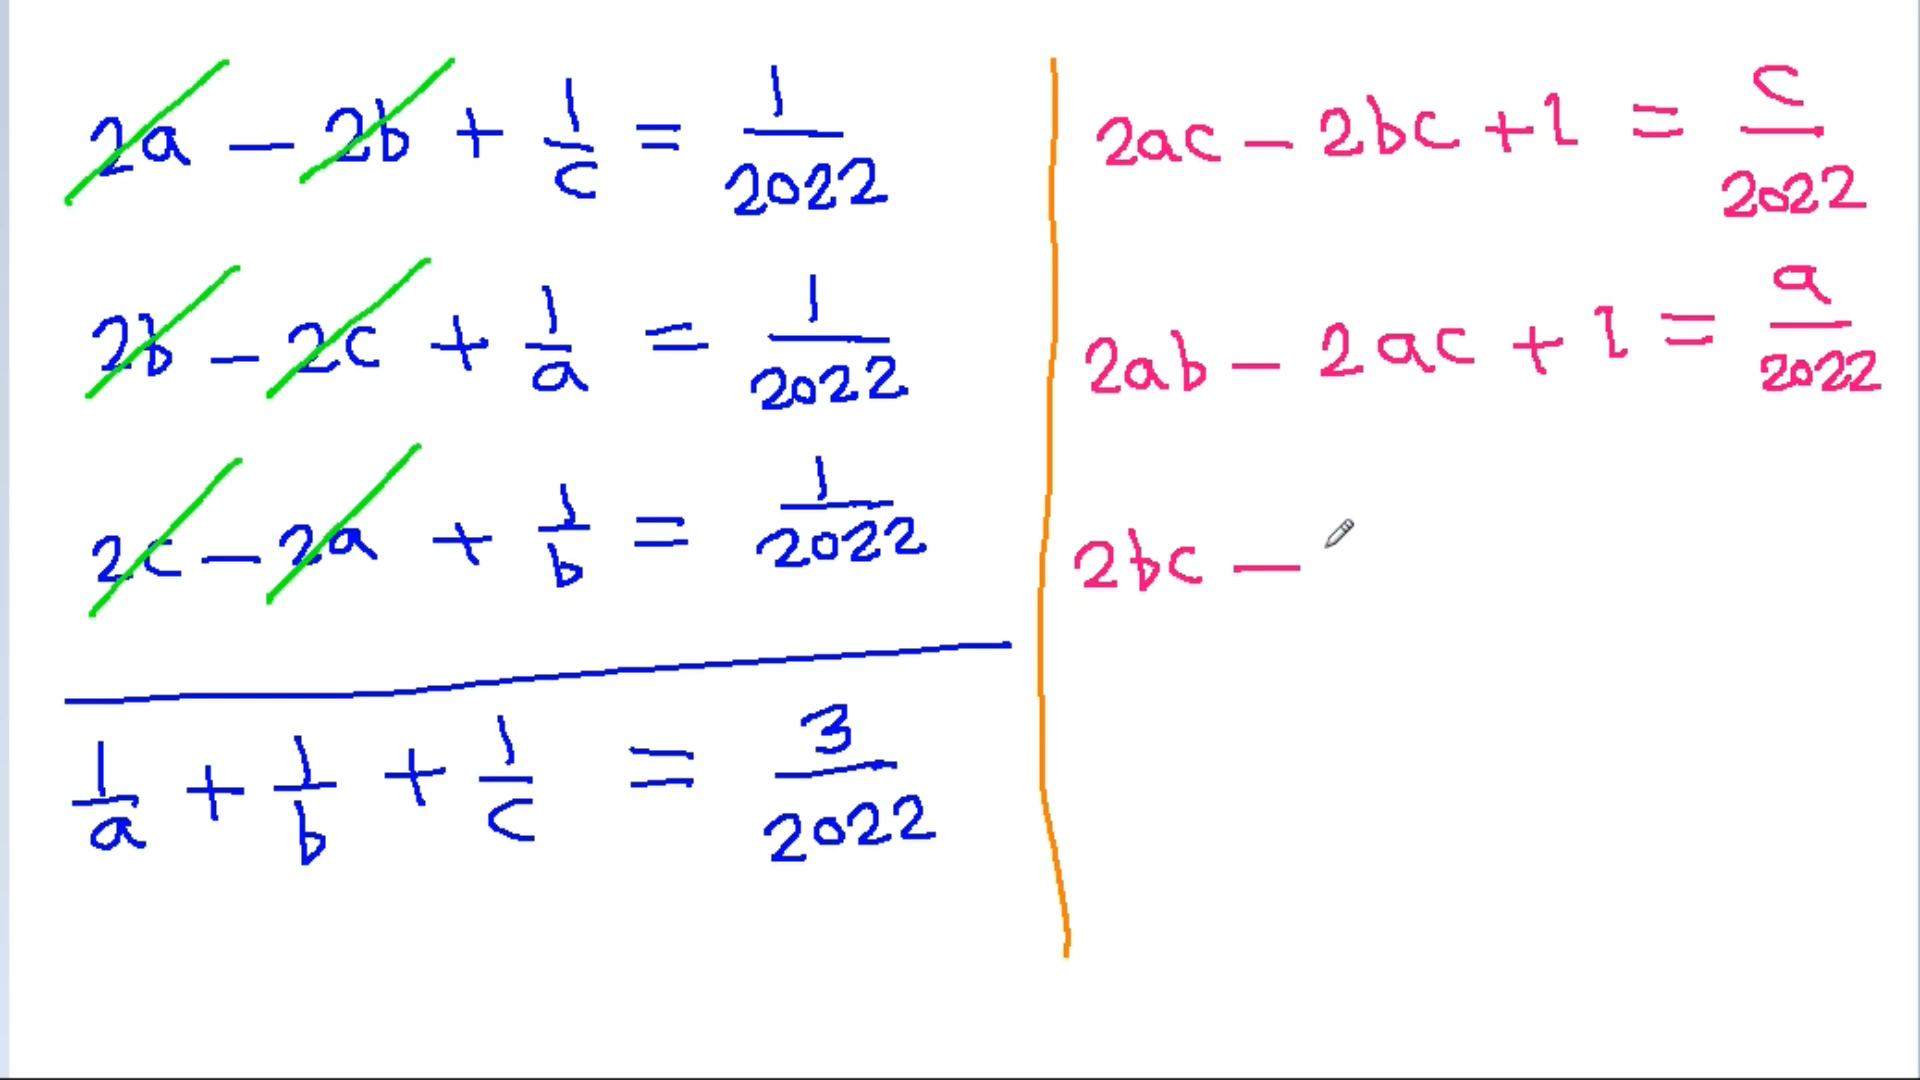 2a - 2b + 1/c = 1/2022
2b - 2c + 1/a = 1/2022
2c - 2a + 1/b = 1/2022
1/a + 1/b + 1/c = 3/2022
2ac - 2bc + 1 = c/2022
2ab - 2ac + 1 = a/2022
2bc -